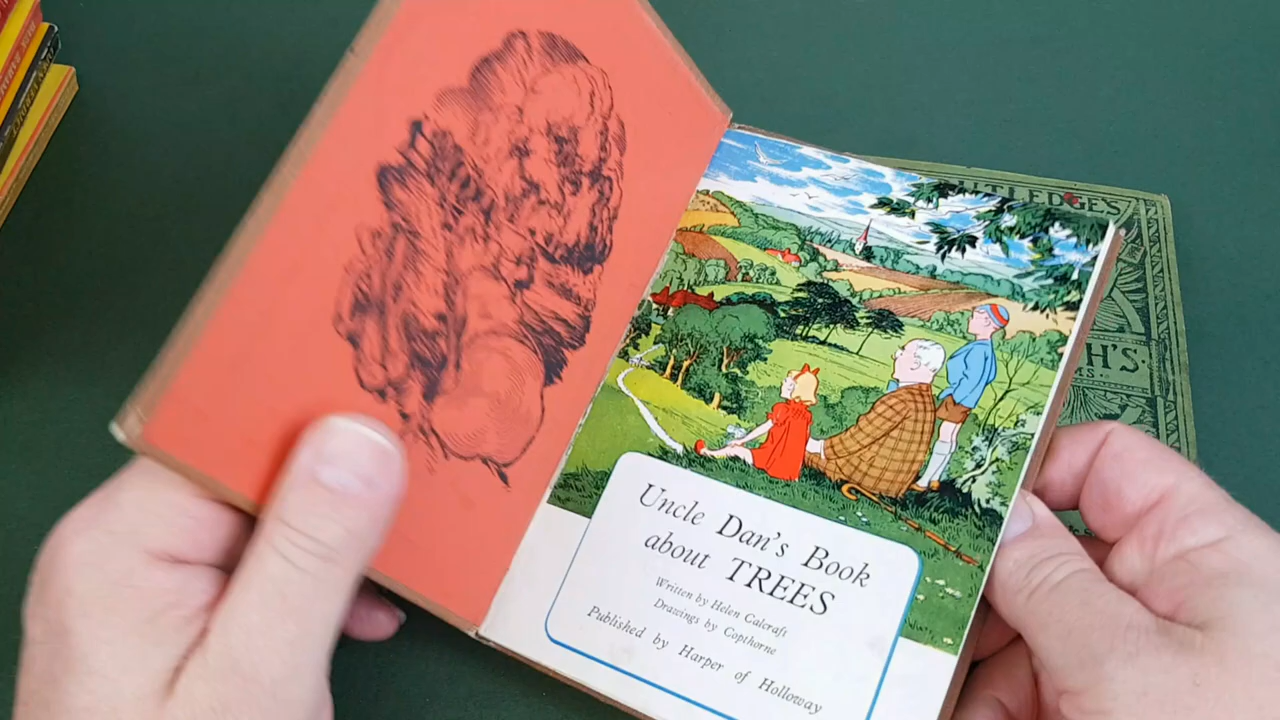 Uncle Dan's Book
about TREES
Written by Helen Calcraft
Drawings by Copthorne
Published by Harper of Holloway